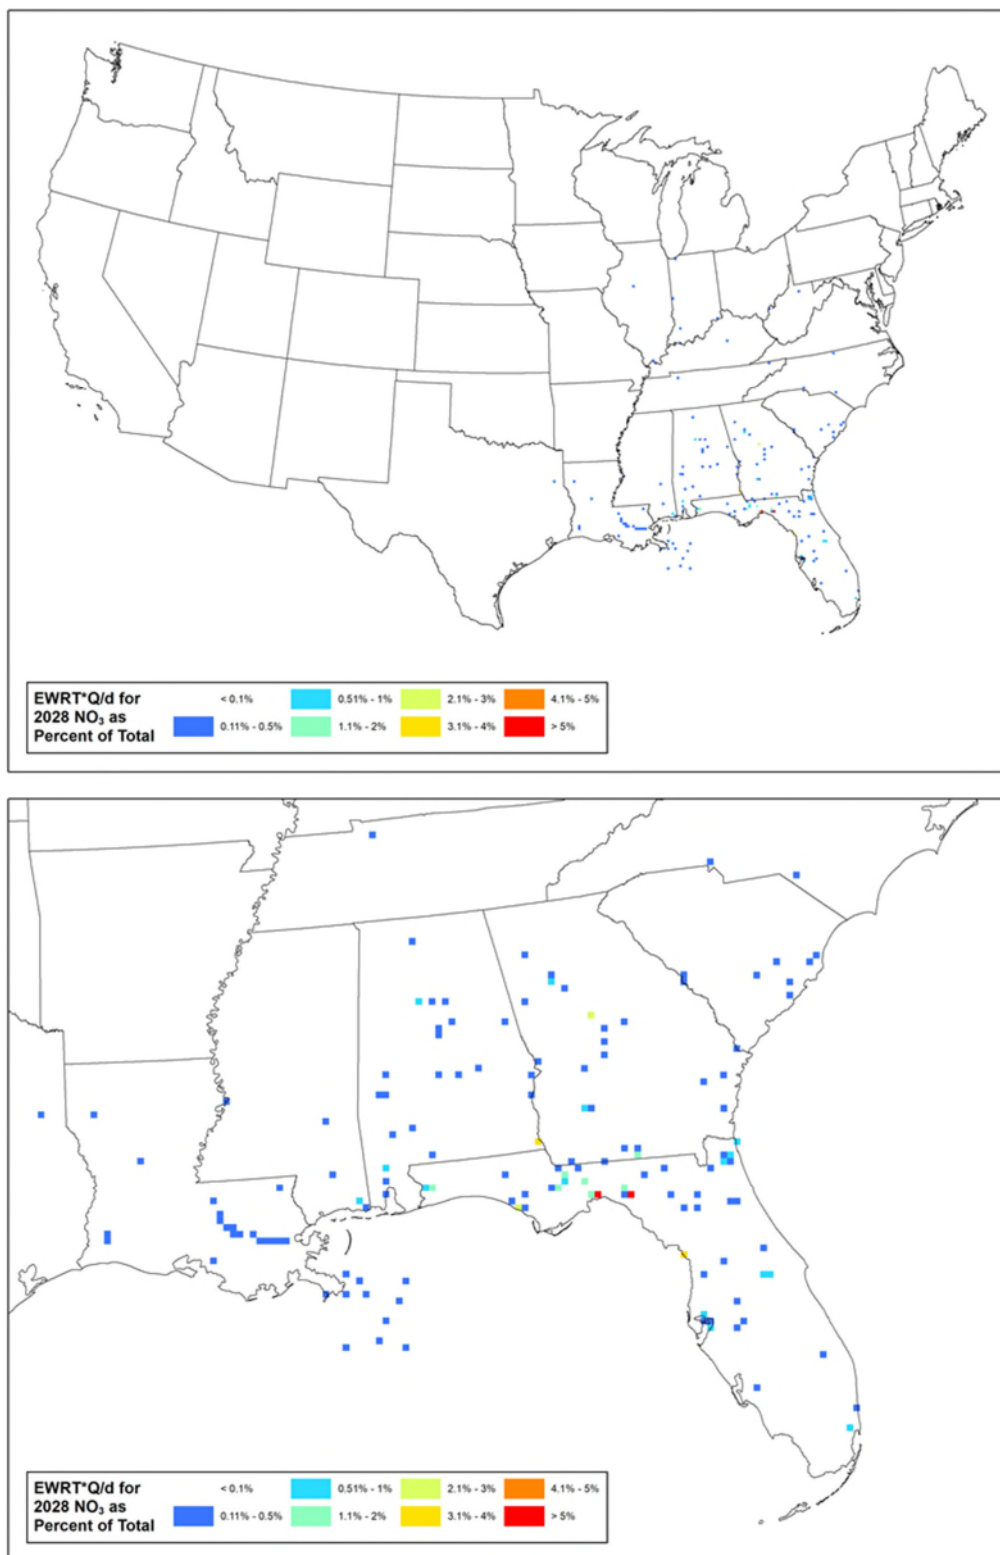 EWRT*Q/d for
2028 NO₃ as
Percent of Total
< 0.1%
0.51% - 1%
2.1% - 3%
4.1% - 5%
0.11% - 0.5%
1.1% - 2%
3.1% - 4%
> 5%
EWRT*Q/d for
2028 NO₃ as
Percent of Total
< 0.1%
0.51% - 1%
2.1% - 3%
4.1% - 5%
0.11% - 0.5%
1.1% - 2%
3.1% - 4%
> 5%